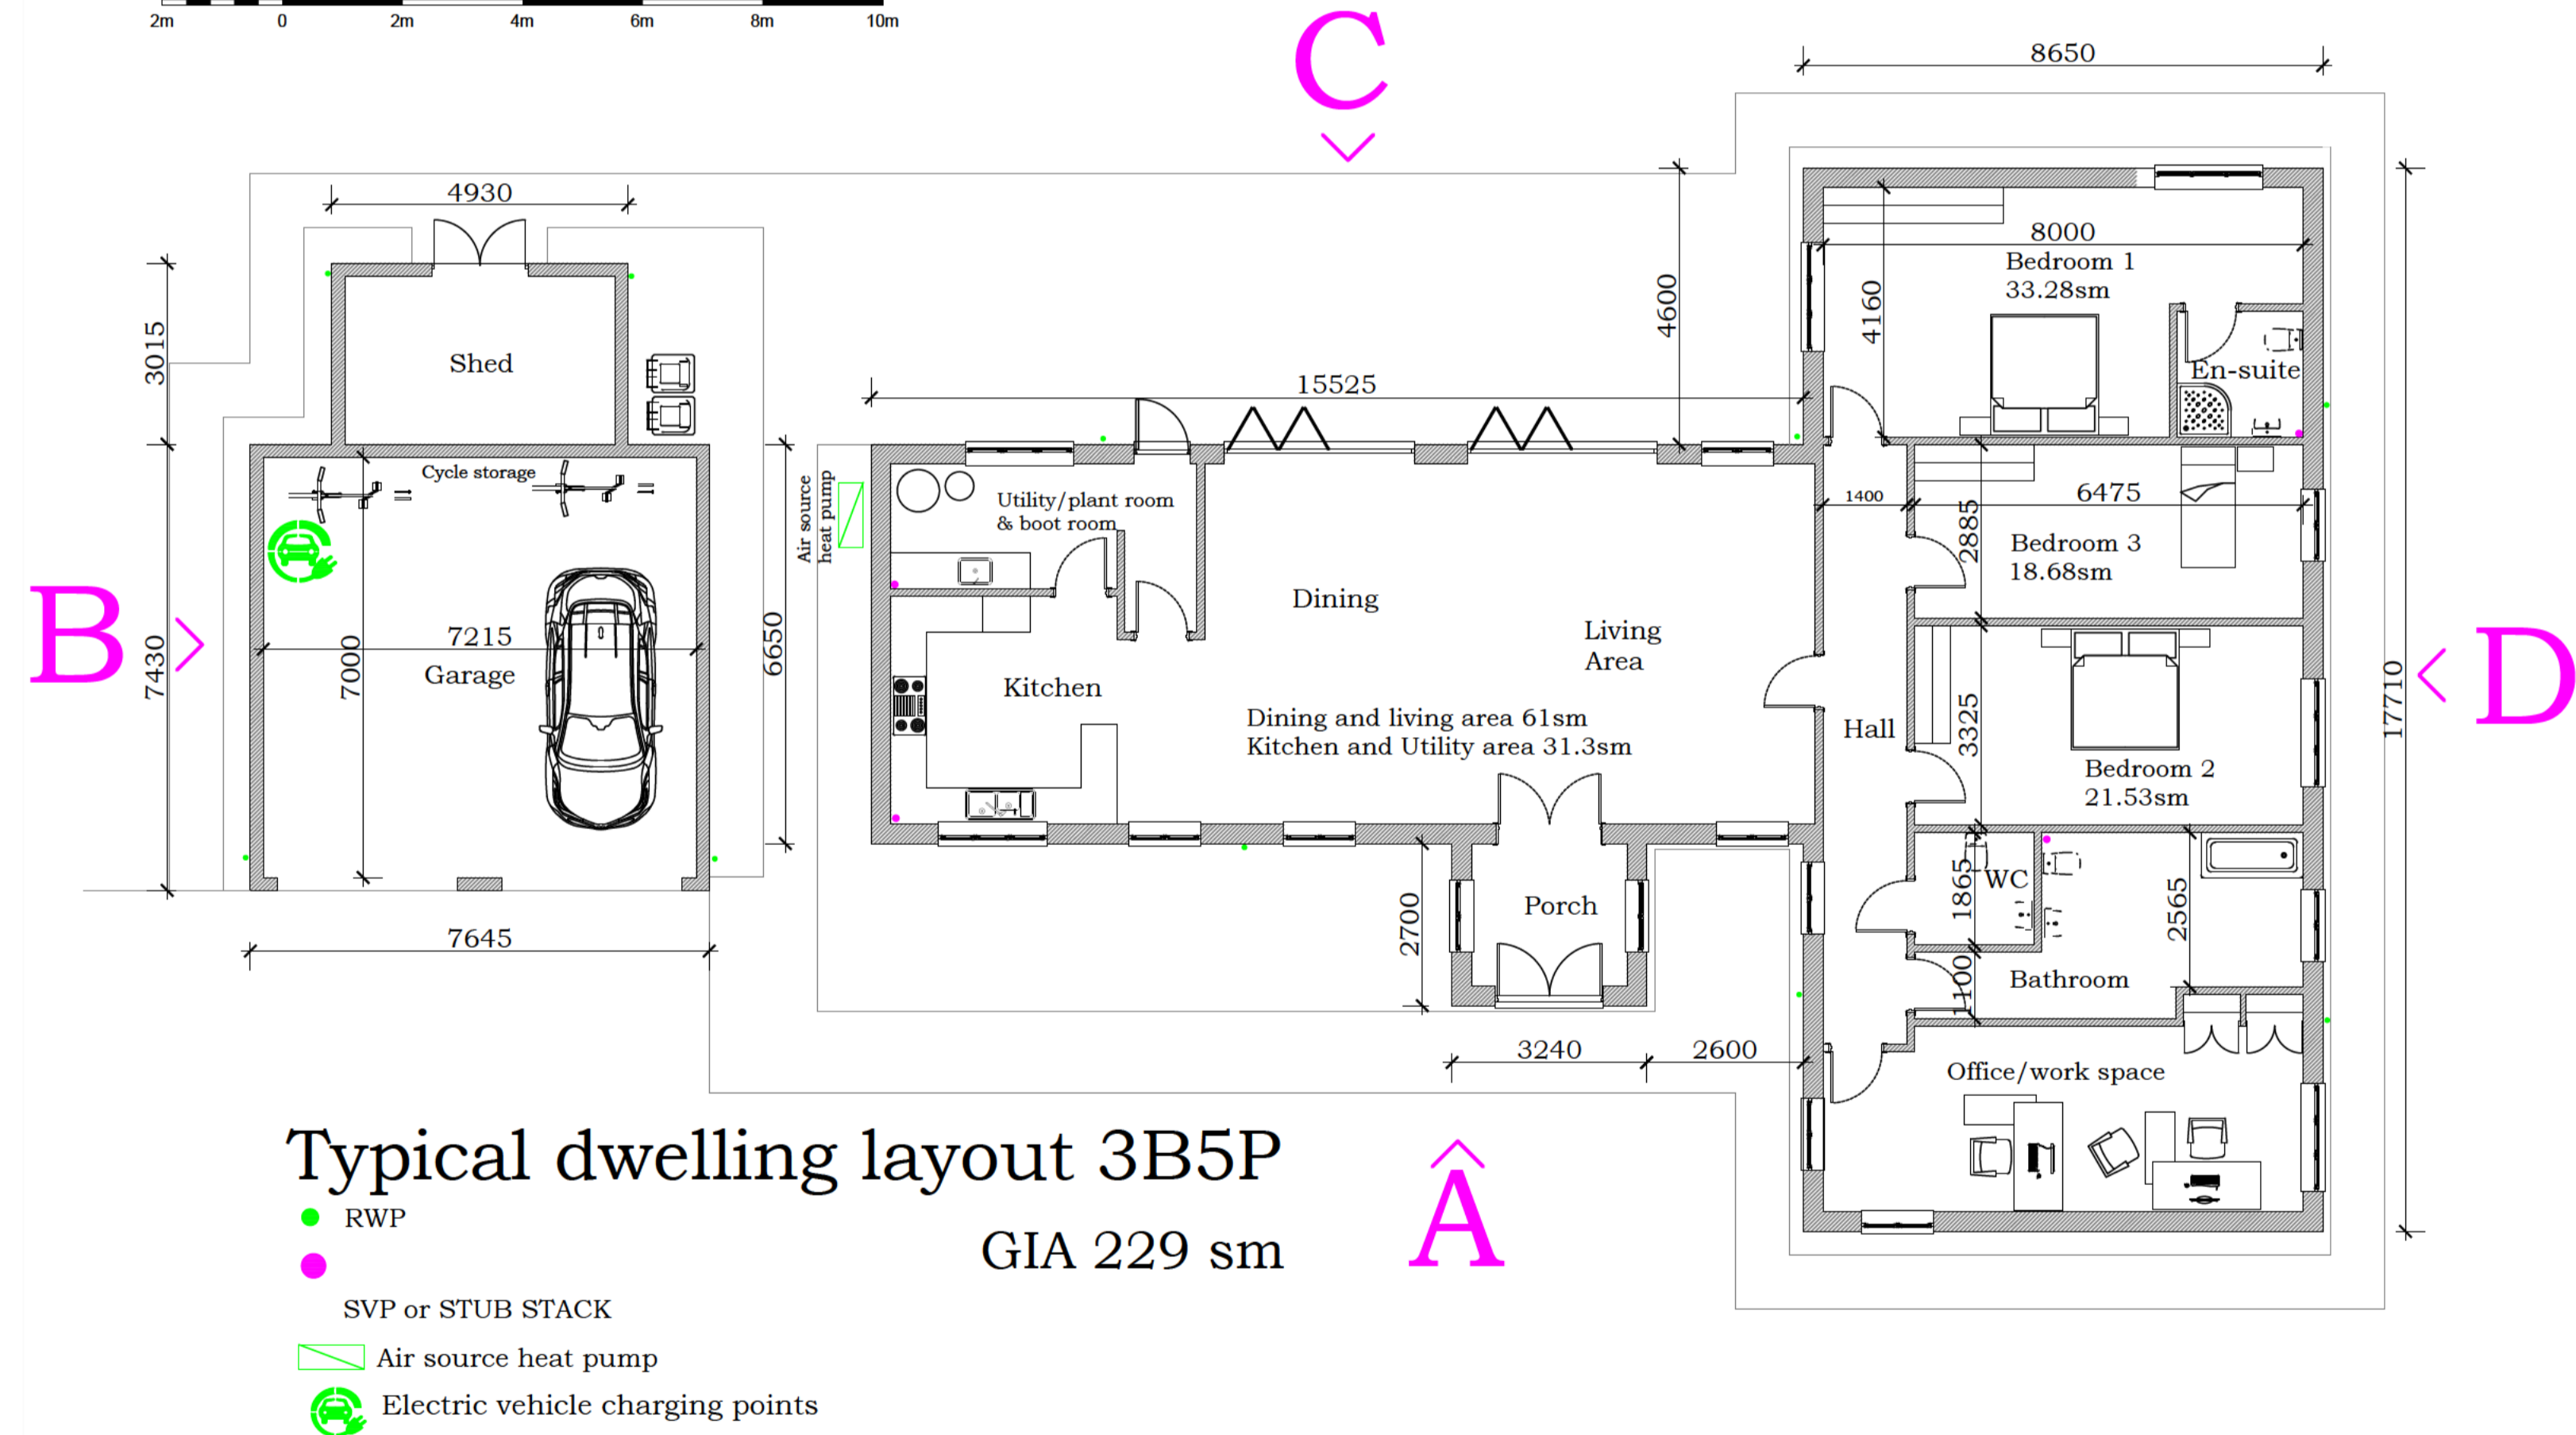 2m 0 2m 4m 6m 8m 10m
C
8650
4930
8000
Bedroom 1
33.28sm
4600
4160
3015
Shed
En-suite
15525
Cycle storage
Air source
heat pump
Utility/plant room
& boot room
1400
6475
2885
Bedroom 3
18.68sm
B
7430
7000
7215
Garage
6650
Dining
Living
Area
Kitchen
Dining and living area 61sm
Kitchen and Utility area 31.3sm
Hall
3325
Bedroom 2
21.53sm
17710
D
7645
2700
Porch
1865
WC
2565
1100
Bathroom
3240
2600
Office/work space
Typical dwelling layout 3B5P
RWP
GIA 229 sm
A
SVP or STUB STACK
Air source heat pump
Electric vehicle charging points